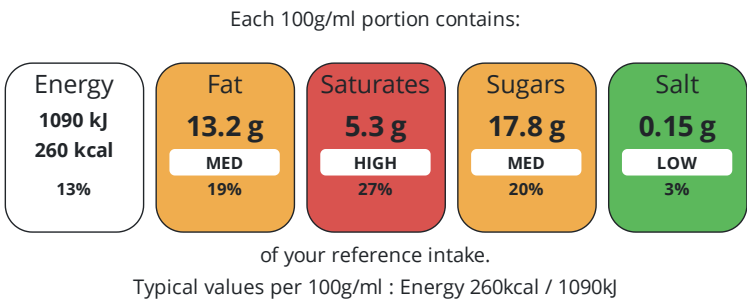 Each 100g/ml portion contains:
Energy Fat Saturates Sugars Salt
1090 kJ
260 kcal
13.2 g 5.3 g 17.8 g 0.15 g
MED HIGH MED LOW
13% 19% 27% 20% 3%
of your reference intake.
Typical values per 100g/ml : Energy 260kcal / 1090kJ